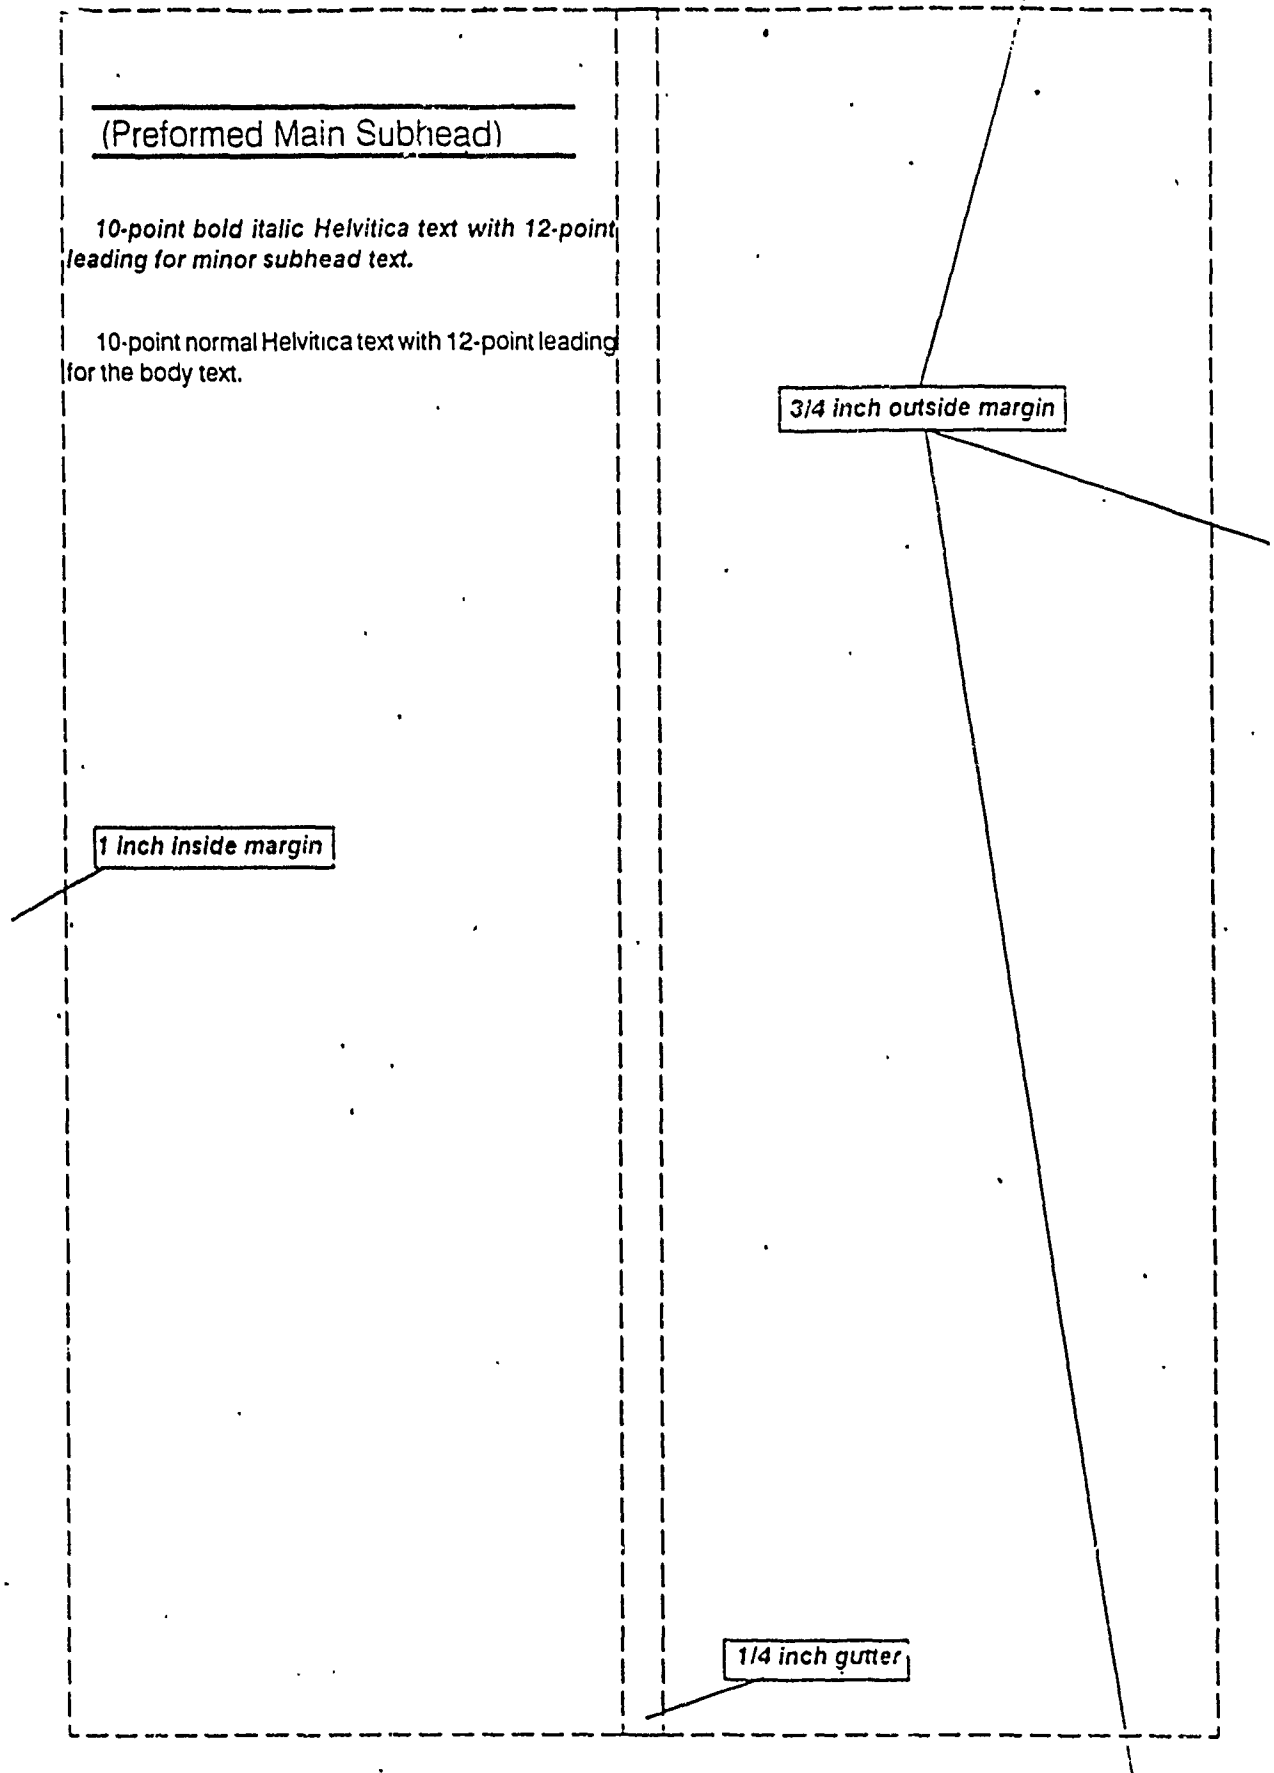 (Preformed Main Subhead)
10-point bold italic Helvitica text with 12-point
leading for minor subhead text.
10-point normal Helvitica text with 12-point leading
for the body text.
3/4 inch outside margin
1 inch inside margin
1/4 inch gutter